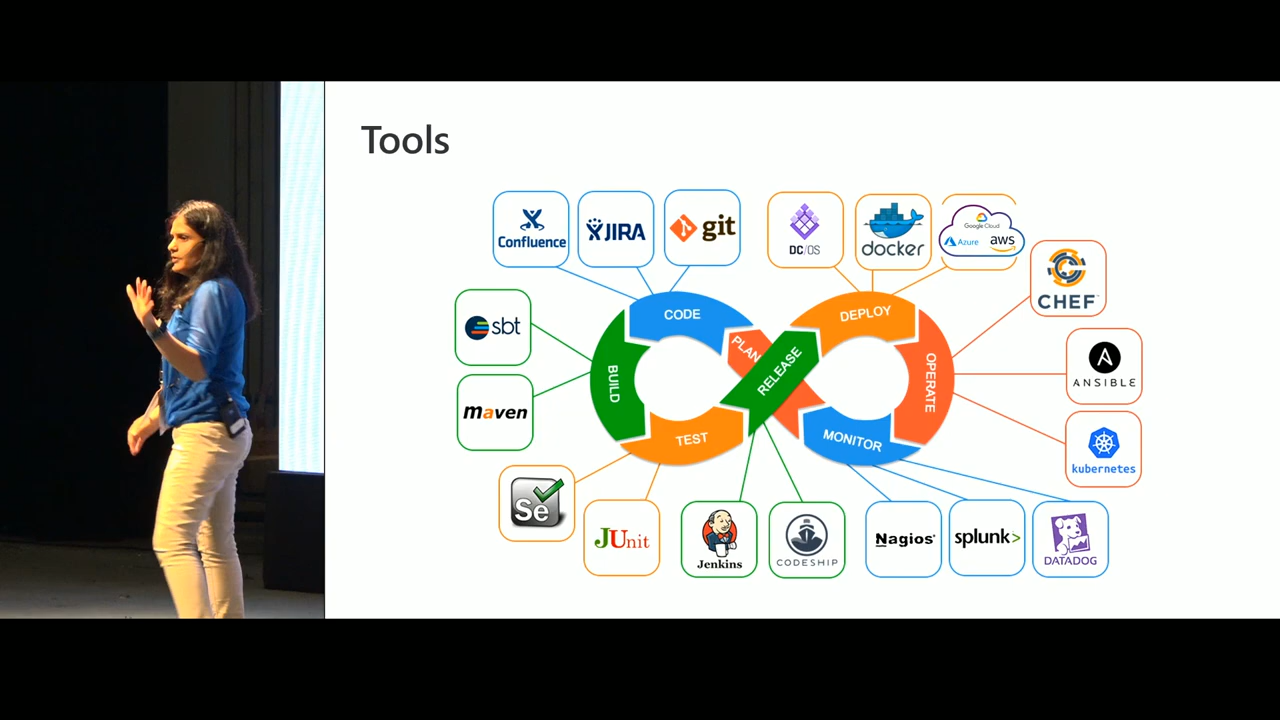 Tools
Confluence
JIRA
git
DC/OS
docker
Google Cloud
Azure
aws
CHEF
sbt
maven
CODE
DEPLOY
PLAN
RELEASE
BUILD
OPERATE
TEST
MONITOR
ANSIBLE
kubernetes
Se
JUnit
Jenkins
CODESHIP
Nagios®
splunk>
DATADOG